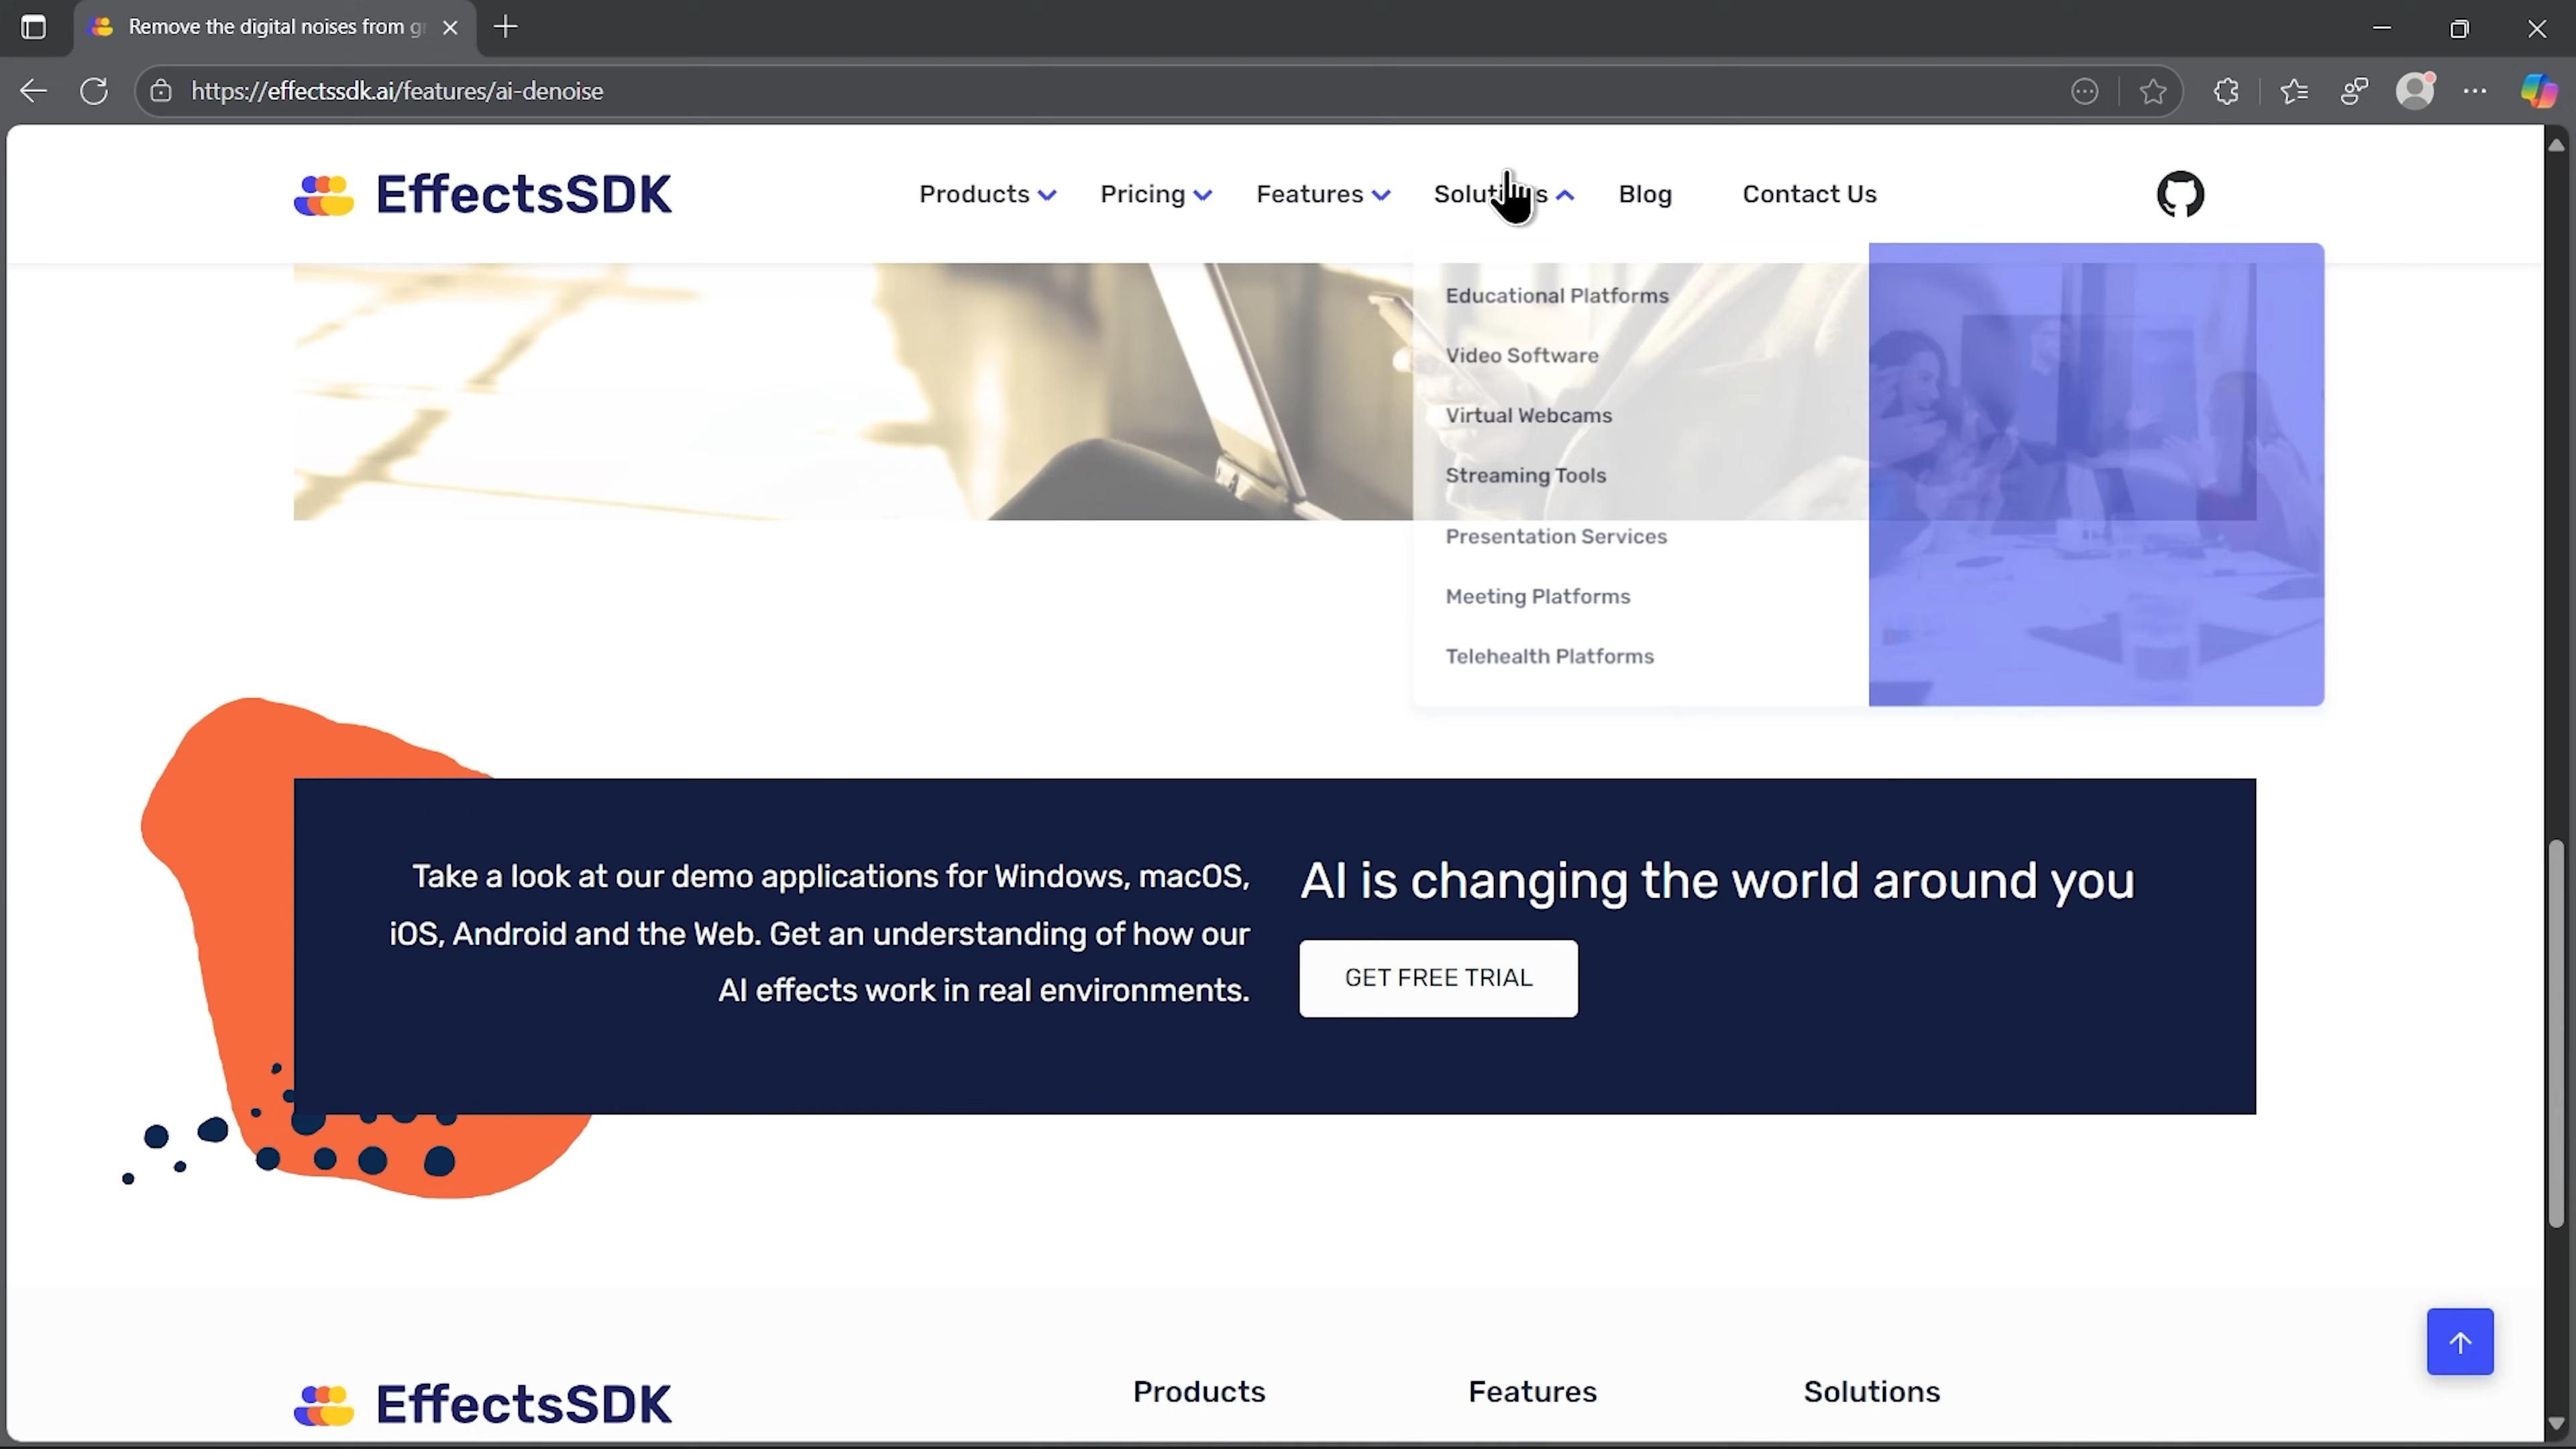 Remove the digital noises from
https://effectssdk.ai/features/ai-denoise
EffectsSDK
Products
Pricing
Features
Solutions
Blog
Contact Us
Educational Platforms
Video Software
Virtual Webcams
Streaming Tools
Presentation Services
Meeting Platforms
Telehealth Platforms
Take a look at our demo applications for Windows, macOS,
iOS, Android and the Web. Get an understanding of how our
AI effects work in real environments.
AI is changing the world around you
GET FREE TRIAL
EffectsSDK
Products
Features
Solutions